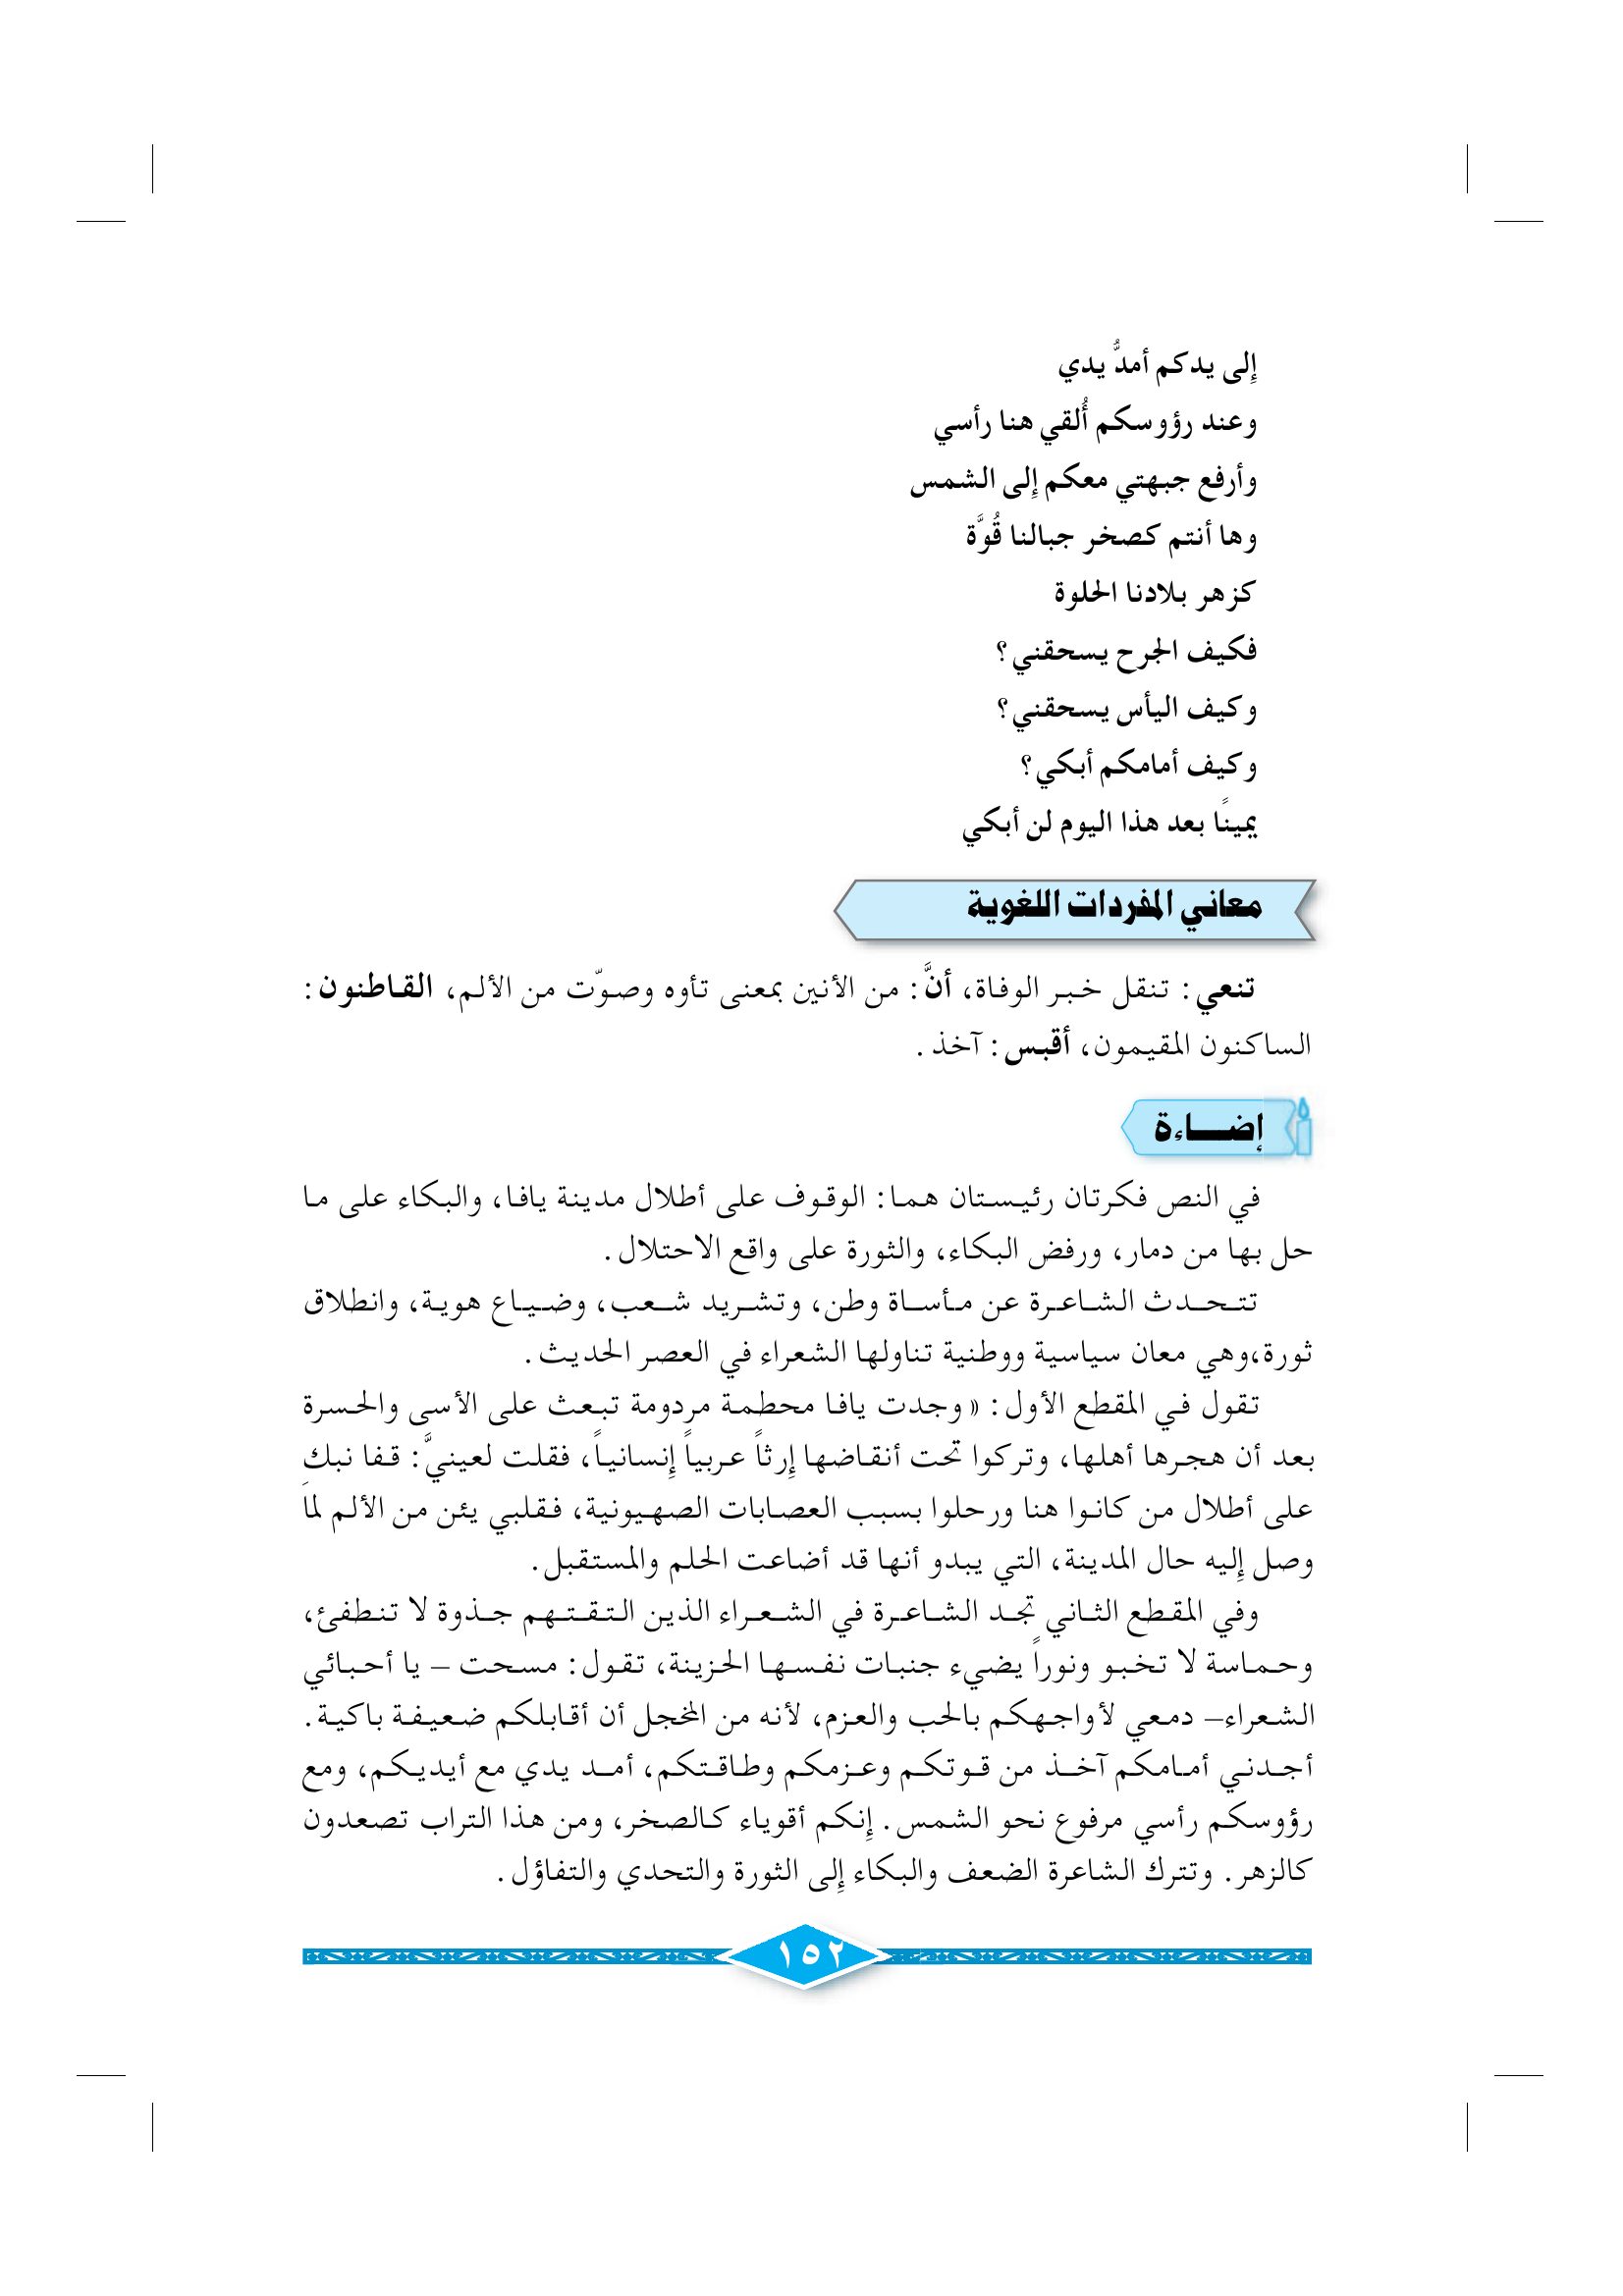 إِلى يدكم أمدُّ يدي
وعند رؤوسكم أُلقي هنا رأسي
وأرفع جبهتي معكم إِلى الشمس
وها أنتم كصخر جبالنا قُوَّة
كزهر بلادنا الحلوة
فكيف الجرح يسحقني؟
وكيف اليأس يسحقني؟
وكيف أمامكم أبكي؟
يمينًا بعد هذا اليوم لن أبكي
معاني المفردات اللغوية
تنعي: تنقل خبر الوفاة، أنَّ: من الأنين بمعنى تأوه وصوّت من الألم، القاطنون:
الساكنون المقيمون، أقبس: آخذ.
إضــــاءة
في النص فكرتان رئيستان هما: الوقوف على أطلال مدينة يافا، والبكاء على ما
حل بها من دمار، ورفض البكاء، والثورة على واقع الاحتلال.
تتحدث الشاعرة عن مأساة وطن، وتشريد شعب، وضياع هوية، وانطلاق
ثورة،وهي معان سياسية ووطنية تناولها الشعراء في العصر الحديث.
تقول في المقطع الأول: «وجدت يافا محطمة مردومة تبعث على الأسى والحسرة
بعد أن هجرها أهلها، وتركوا تحت أنقاضها إِرثاً عربياً إِنسانياً، فقلت لعينيَّ: قفا نبكِ
على أطلال من كانوا هنا ورحلوا بسبب العصابات الصهيونية، فقلبي يئن من الألم لمَا
وصل إِليه حال المدينة، التي يبدو أنها قد أضاعت الحلم والمستقبل.
وفي المقطع الثاني تجد الشاعرة في الشعراء الذين التقتهم جذوة لا تنطفئ،
وحماسة لا تخبو ونوراً يضيء جنبات نفسها الحزينة، تقول: مسحت – يا أحبائي
الشعراء– دمعي لأواجهكم بالحب والعزم، لأنه من المخجل أن أقابلكم ضعيفة باكية.
أجدني أمامكم آخذ من قوتكم وعزمكم وطاقتكم، أمد يدي مع أيديكم، ومع
رؤوسكم رأسي مرفوع نحو الشمس. إِنكم أقوياء كالصخر، ومن هذا التراب تصعدون
كالزهر. وتترك الشاعرة الضعف والبكاء إِلى الثورة والتحدي والتفاؤل.
١٥٢